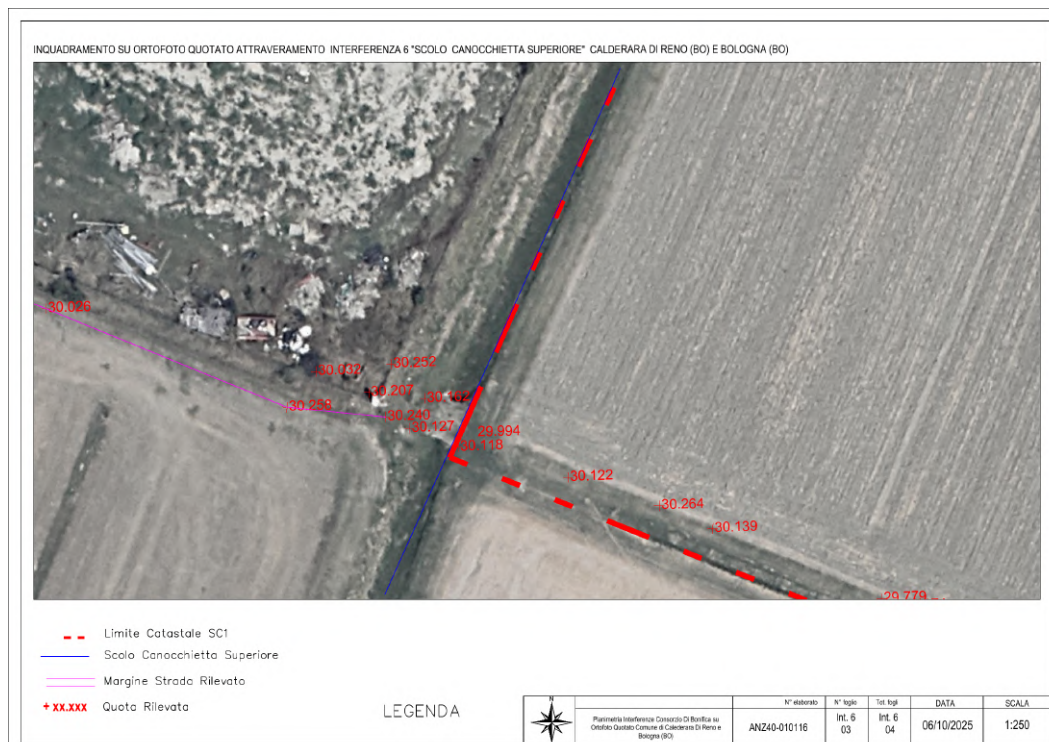 INQUADRAMENTO SU ORTOFOTO QUOTATO ATTRAVERAMENTO INTERFERENZA 6 "SCOLO CANOCCHIETTA SUPERIORE" CALDERARA DI RENO (BO) E BOLOGNA (BO)
30.026
30.252
30.032
30.207
30.258
30.240
30.127
29.994
30.118
30.122
30.264
30.139
29.779
Limite Catastale SC1
Scolo Canocchietta Superiore
Margine Strada Rilevato
+ xx.xxx Quota Rilevata
LEGENDA
N
Planimetria Interferenze Consorzio Di Bonifica su
Ortofoto Quotato Comune di Calederata Di Reno e
Bologna (BO)
N° elaborato
ANZ40-010116
N° foglio
Int. 6
03
Tot. fogli
Int. 6
04
DATA
06/10/2025
SCALA
1:250